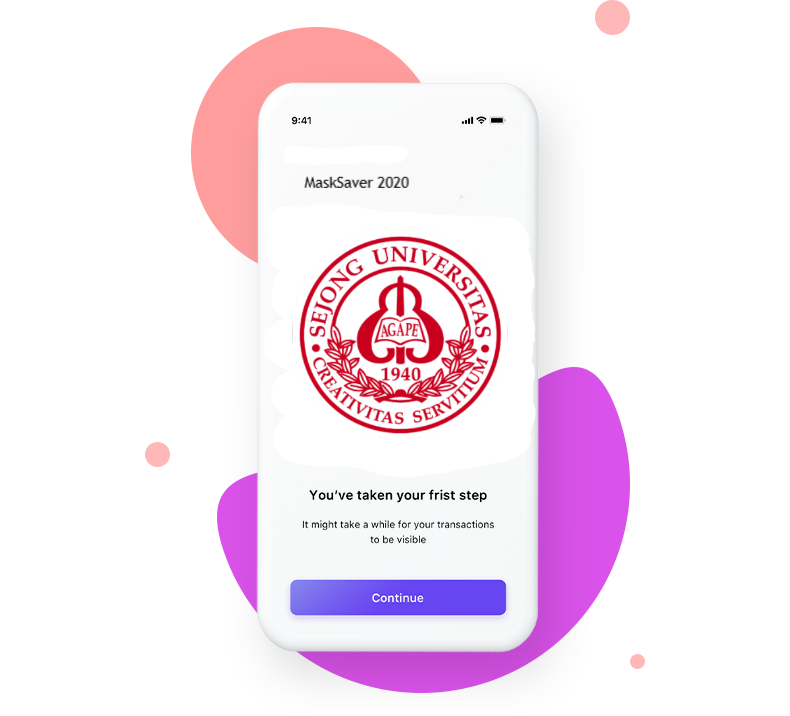 9:41
MaskSaver 2020
SEJONG UNIVERSITAS
AGAPE
1940
CREATIVITAS SERVITIUM
You've taken your frist step
It might take a while for your transactions
to be visible
Continue